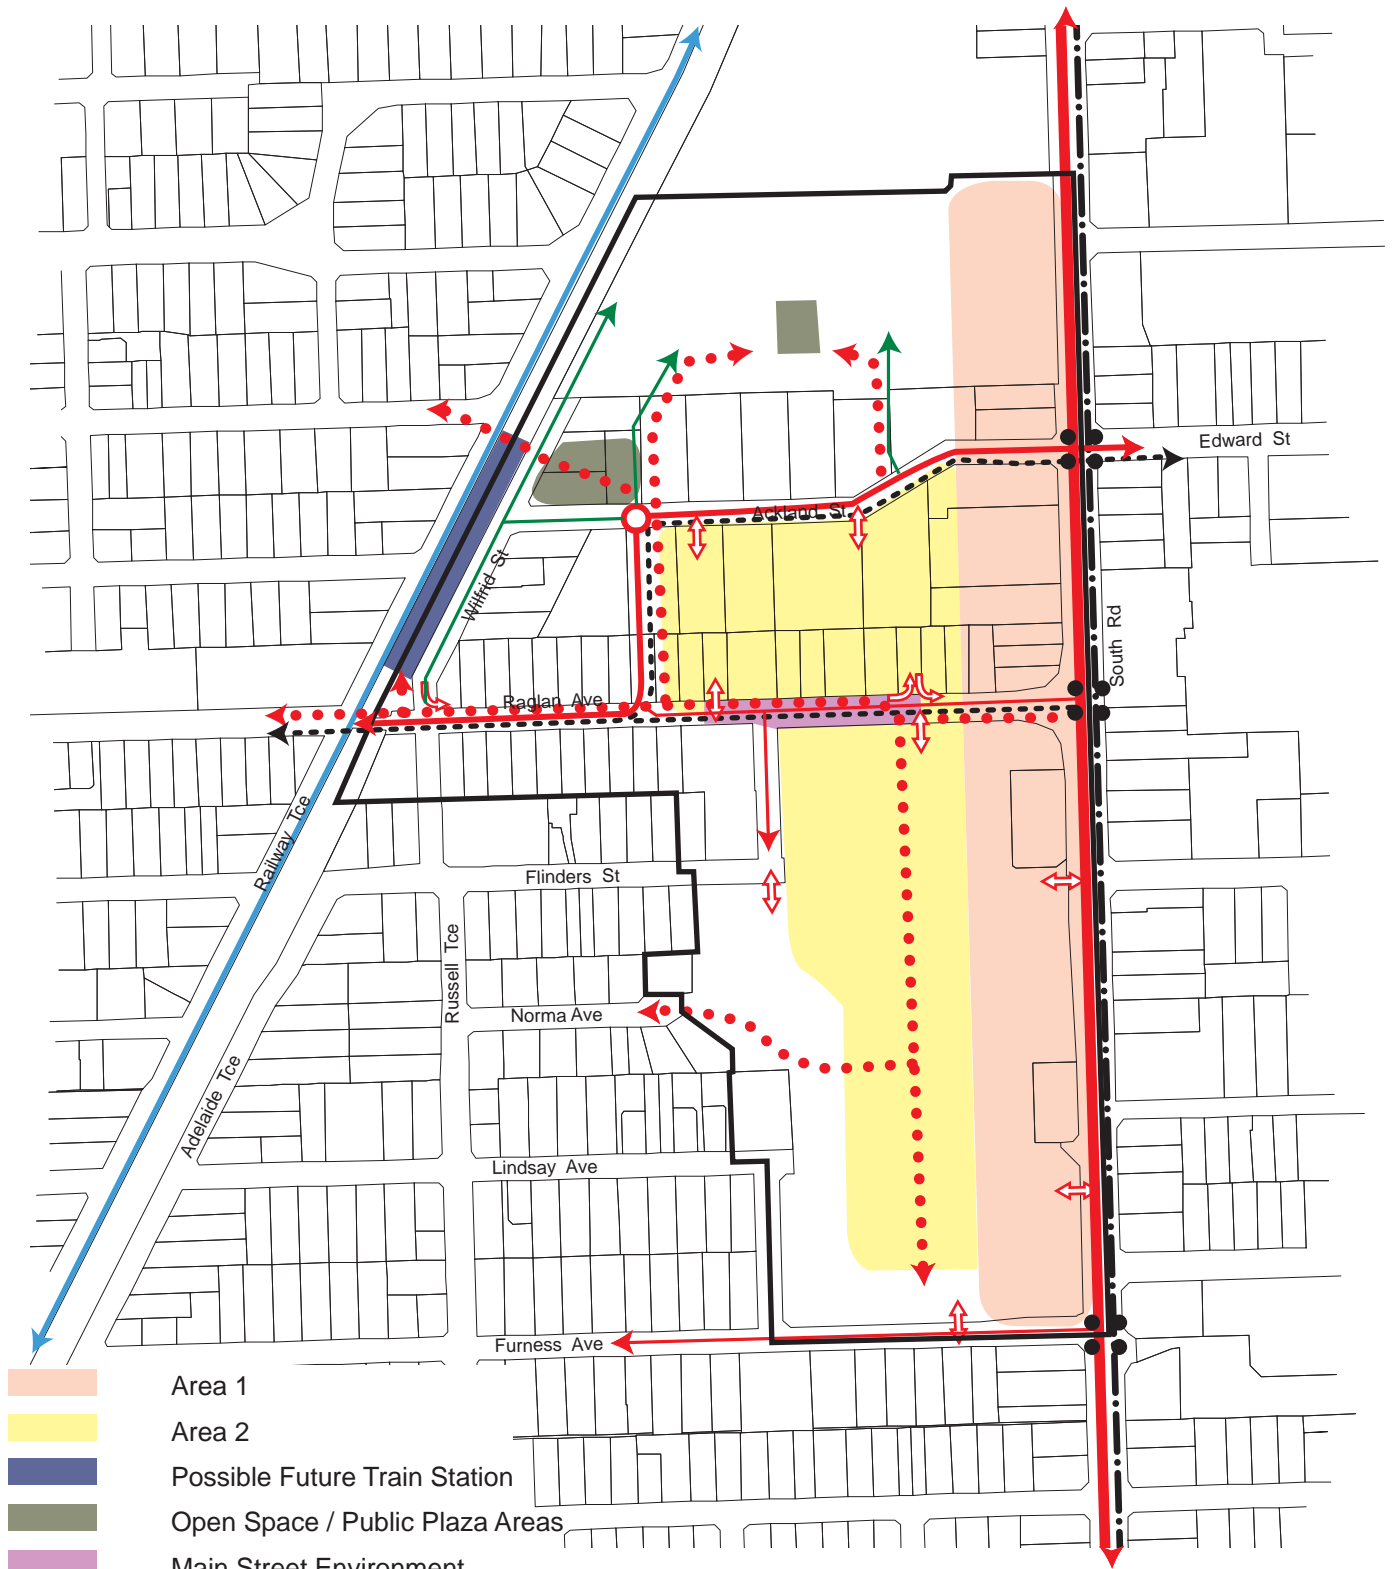 Edward St
Ackland St
Wilfrid St
South Rd
Raglan Ave
Railway Tce
Flinders St
Russell Tce
Norma Ave
Adelaide Tce
Lindsay Ave
Furness Ave
Area 1
Area 2
Possible Future Train Station
Open Space / Public Plaza Areas
Main Street Environment